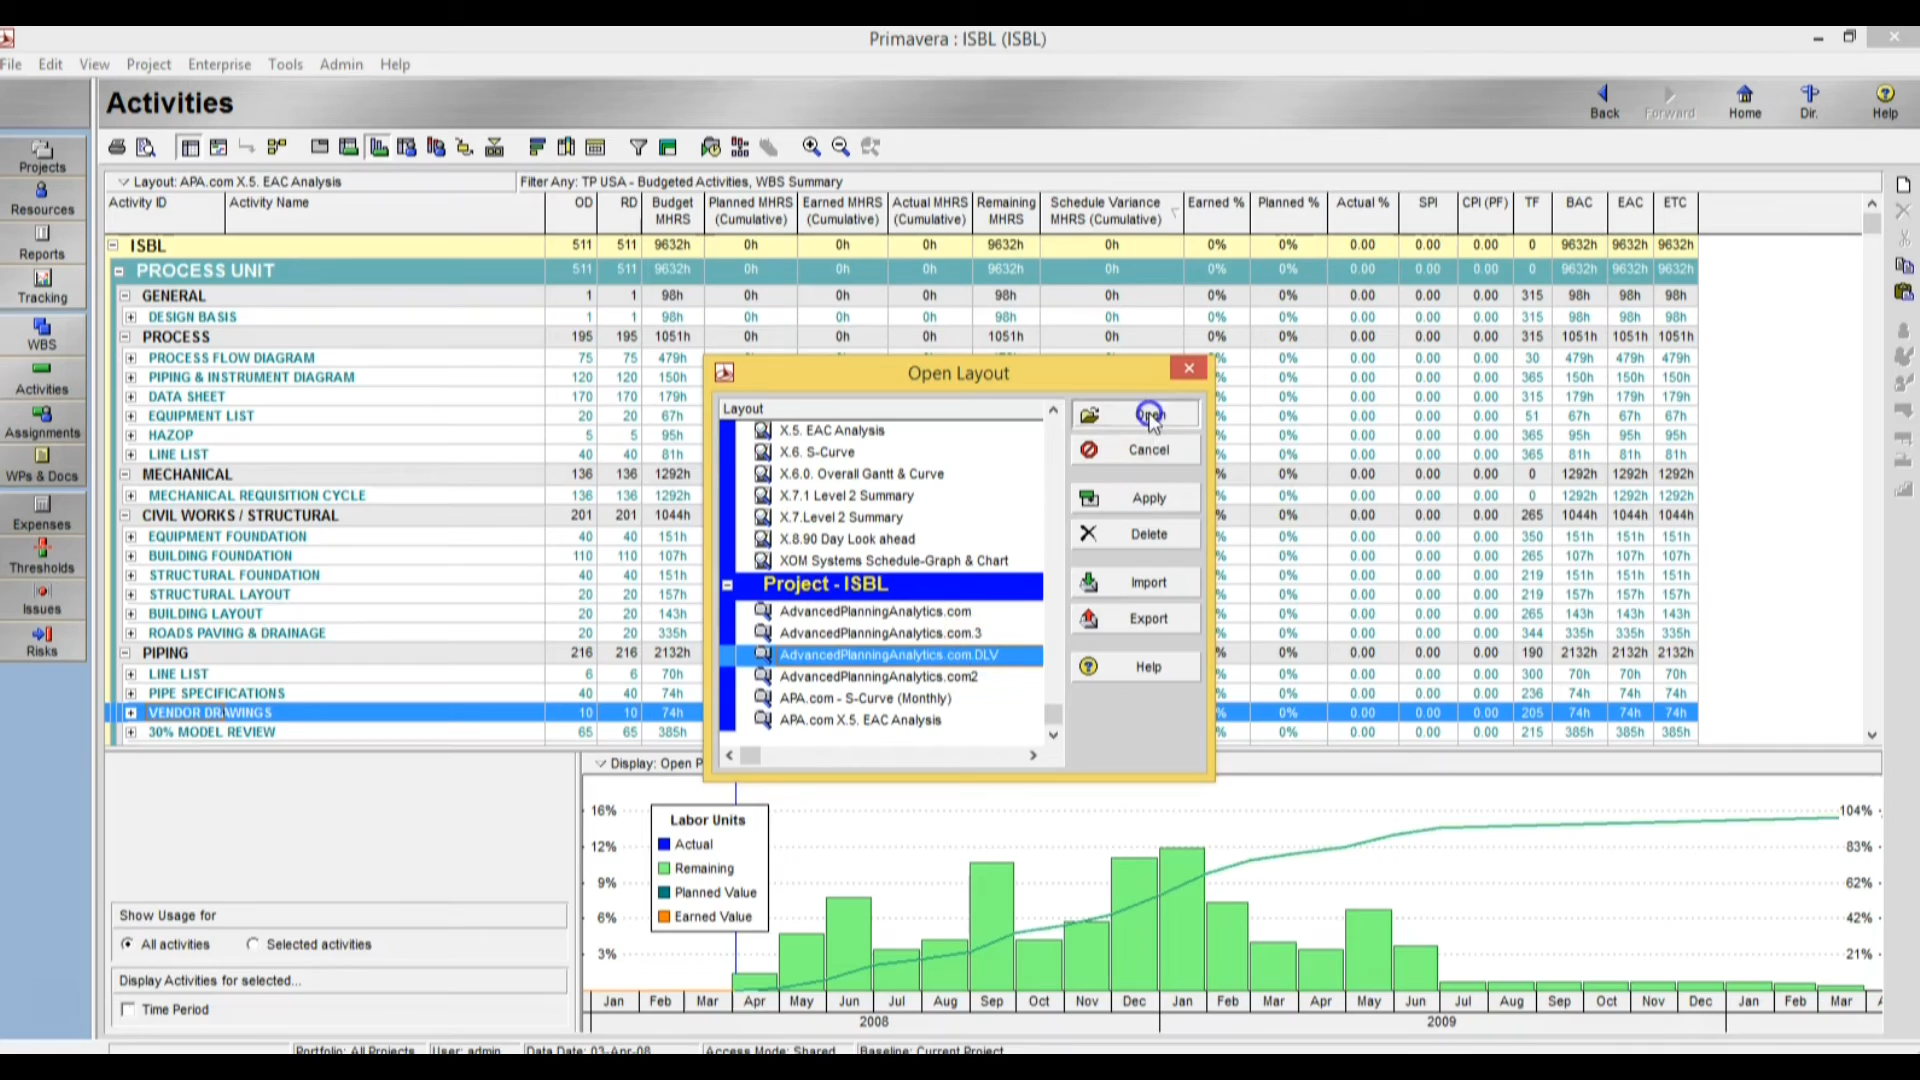 Primavera : ISBL (ISBL)
File Edit View Project Enterprise Tools Admin Help
Activities
Back Forward Home Dir. Help
Projects
Resources
Reports
Tracking
WBS
Activities
Assignments
WPs & Docs
Expenses
Thresholds
Issues
Risks
Layout: APA.com X.5. EAC Analysis Filter Any: TP USA - Budgeted Activities, WBS Summary
Activity ID Activity Name OD RD Budget MHRS Planned MHRS (Cumulative) Earned MHRS (Cumulative) Actual MHRS (Cumulative) Remaining MHRS Schedule Variance MHRS (Cumulative) Earned % Planned % Actual % SPI CPI (PF) TF BAC EAC ETC
ISBL 511 511 9632h 0h 0h 0h 9632h 0h 0% 0% 0.00 0.00 0.00 0 9632h 9632h 9632h
PROCESS UNIT 511 511 9632h 0h 0h 0h 9632h 0h 0% 0% 0.00 0.00 0.00 0 9632h 9632h 9632h
GENERAL 1 1 98h 0h 0h 0h 98h 0h 0% 0% 0.00 0.00 0.00 315 98h 98h 98h
DESIGN BASIS 1 1 98h 0h 0h 0h 98h 0h 0% 0% 0.00 0.00 0.00 315 98h 98h 98h
PROCESS 195 195 1051h 0h 0h 0h 1051h 0h 0% 0% 0.00 0.00 0.00 315 1051h 1051h 1051h
PROCESS FLOW DIAGRAM 75 75 479h % 0% 0.00 0.00 0.00 30 479h 479h 479h
PIPING & INSTRUMENT DIAGRAM 120 120 150h % 0% 0.00 0.00 0.00 365 150h 150h 150h
DATA SHEET 170 170 179h % 0% 0.00 0.00 0.00 365 179h 179h 179h
EQUIPMENT LIST 20 20 67h % 0% 0.00 0.00 0.00 51 67h 67h 67h
HAZOP 5 5 95h % 0% 0.00 0.00 0.00 365 95h 95h 95h
LINE LIST 40 40 81h % 0% 0.00 0.00 0.00 365 81h 81h 81h
MECHANICAL 136 136 1292h % 0% 0.00 0.00 0.00 0 1292h 1292h 1292h
MECHANICAL REQUISITION CYCLE 136 136 1292h % 0% 0.00 0.00 0.00 0 1292h 1292h 1292h
CIVIL WORKS / STRUCTURAL 201 201 1044h % 0% 0.00 0.00 0.00 265 1044h 1044h 1044h
EQUIPMENT FOUNDATION 40 40 151h % 0% 0.00 0.00 0.00 350 151h 151h 151h
BUILDING FOUNDATION 110 110 107h % 0% 0.00 0.00 0.00 265 107h 107h 107h
STRUCTURAL FOUNDATION 40 40 151h % 0% 0.00 0.00 0.00 219 151h 151h 151h
STRUCTURAL LAYOUT 20 20 157h % 0% 0.00 0.00 0.00 219 157h 157h 157h
BUILDING LAYOUT 20 20 143h % 0% 0.00 0.00 0.00 265 143h 143h 143h
ROADS PAVING & DRAINAGE 20 20 335h % 0% 0.00 0.00 0.00 344 335h 335h 335h
PIPING 216 216 2132h % 0% 0.00 0.00 0.00 190 2132h 2132h 2132h
LINE LIST 6 6 70h % 0% 0.00 0.00 0.00 300 70h 70h 70h
PIPE SPECIFICATIONS 40 40 74h % 0% 0.00 0.00 0.00 236 74h 74h 74h
VENDOR DRAWINGS 10 10 74h % 0% 0.00 0.00 0.00 205 74h 74h 74h
30% MODEL REVIEW 65 65 385h % 0% 0.00 0.00 0.00 215 385h 385h 385h
Open Layout
Layout
X.5. EAC Analysis
X.6. S-Curve
X.6.0. Overall Gantt & Curve
X.7.1 Level 2 Summary
X.7.Level 2 Summary
X.8.90 Day Look ahead
XOM Systems Schedule-Graph & Chart
Project - ISBL
AdvancedPlanningAnalytics.com
AdvancedPlanningAnalytics.com.3
AdvancedPlanningAnalytics.com.DLV
AdvancedPlanningAnalytics.com2
APA.com - S-Curve (Monthly)
APA.com X.5. EAC Analysis
Open
Cancel
Apply
Delete
Import
Export
Help
Display: Open P
Show Usage for
All activities Selected activities
Display Activities for selected...
Time Period
Labor Units
Actual
Remaining
Planned Value
Earned Value
16% 104%
12% 83%
9% 62%
6% 42%
3% 21%
Jan Feb Mar Apr May Jun Jul Aug Sep Oct Nov Dec Jan Feb Mar Apr May Jun Jul Aug Sep Oct Nov Dec Jan Feb Mar
2008 2009
Portfolio: All Projects User: admin Data Date: 03-Apr-08 Access Mode: Shared Baseline: Current Project